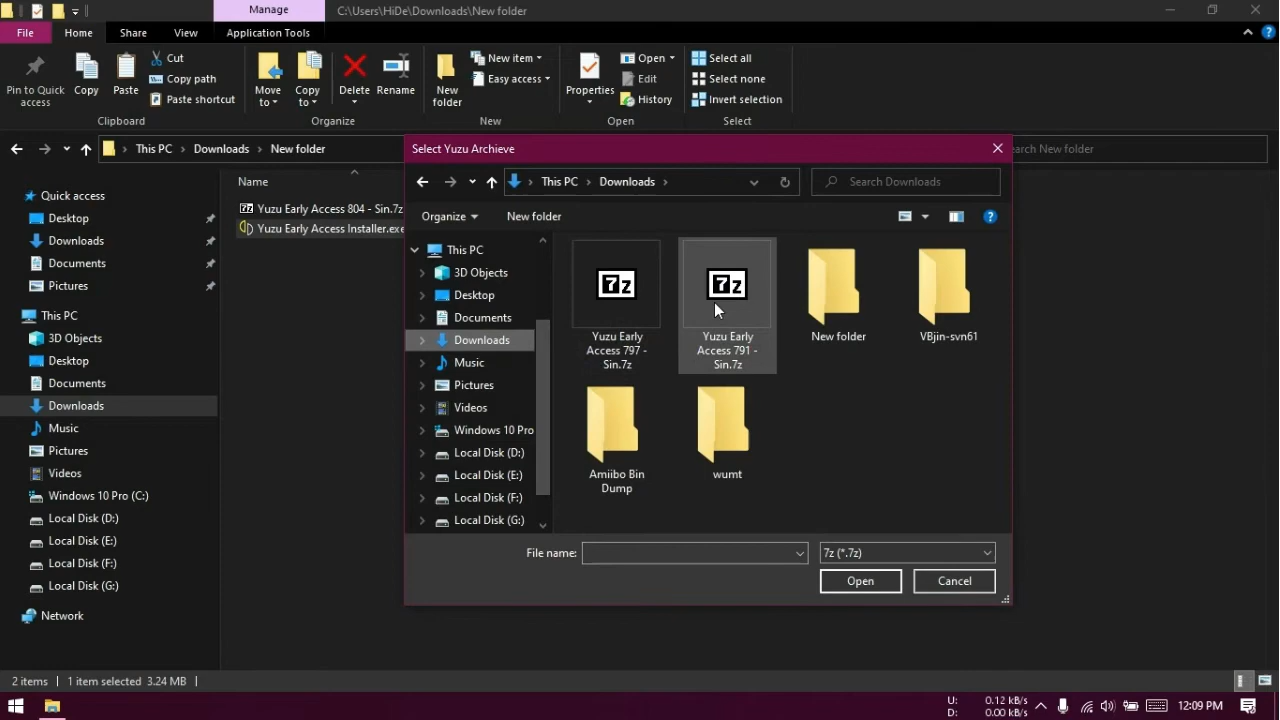 Manage
C:\Users\HiDe\Downloads\New folder
File
Home
Share
View
Application Tools
Pin to Quick
access
Copy
Paste
Cut
Copy path
Paste shortcut
Clipboard
Move
to
Copy
to
Delete
Rename
Organize
New
folder
New item
Easy access
New
Properties
Open
Edit
History
Open
Select all
Select none
Invert selection
Select
This PC
Downloads
New folder
Search New folder
Quick access
Desktop
Downloads
Documents
Pictures
This PC
3D Objects
Desktop
Documents
Downloads
Music
Pictures
Videos
Windows 10 Pro (C:)
Local Disk (D:)
Local Disk (E:)
Local Disk (F:)
Local Disk (G:)
Network
Name
Yuzu Early Access 804 - Sin.7z
Yuzu Early Access Installer.exe
Select Yuzu Archieve
This PC
Downloads
Search Downloads
Organize
New folder
This PC
3D Objects
Desktop
Documents
Downloads
Music
Pictures
Videos
Windows 10 Pro
Local Disk (D:)
Local Disk (E:)
Local Disk (F:)
Local Disk (G:)
7z
Yuzu Early
Access 797 -
Sin.7z
7z
Yuzu Early
Access 791 -
Sin.7z
New folder
VBjin-svn61
Amiibo Bin
Dump
wumt
File name:
7z (*.7z)
Open
Cancel
2 items
1 item selected 3.24 MB
U: 0.12 kB/s
D: 0.00 kB/s
12:09 PM